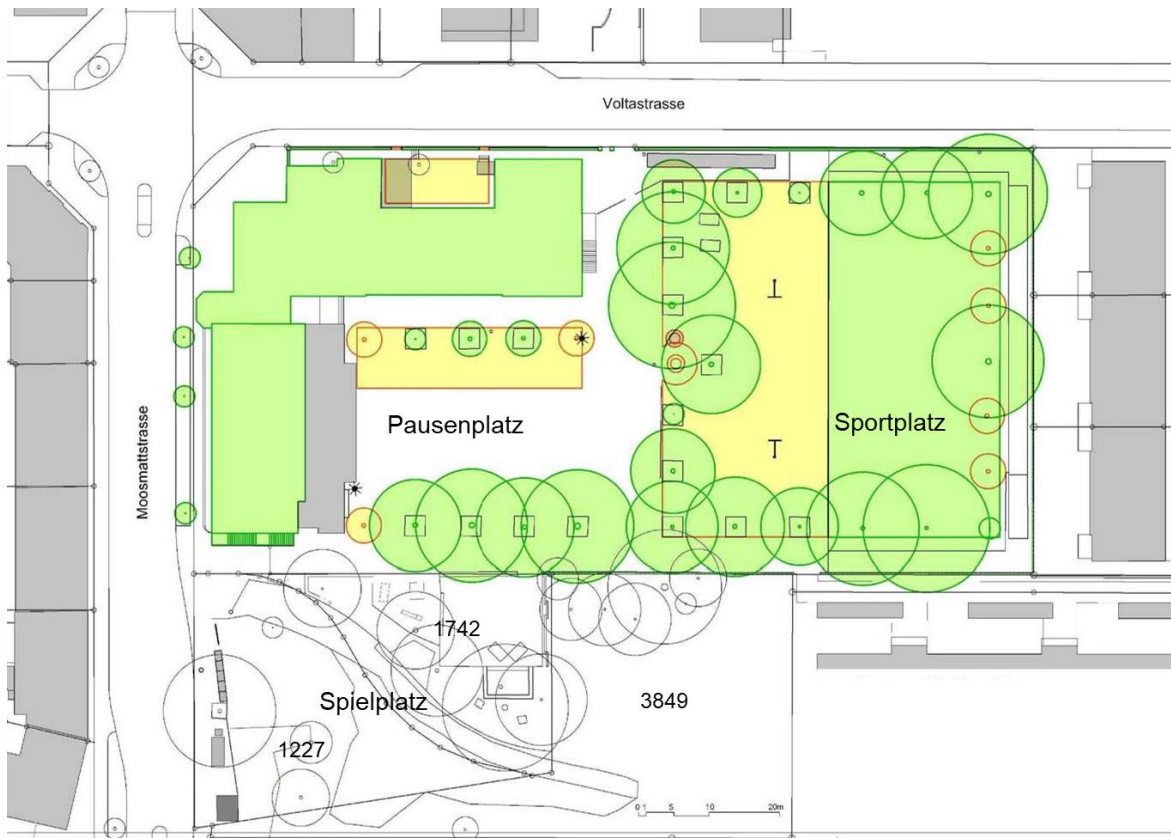 Voltastrasse
Moosmattstrasse
Pausenplatz
Sportplatz
1742
Spielplatz
3849
1227
0 1 5 10 20m